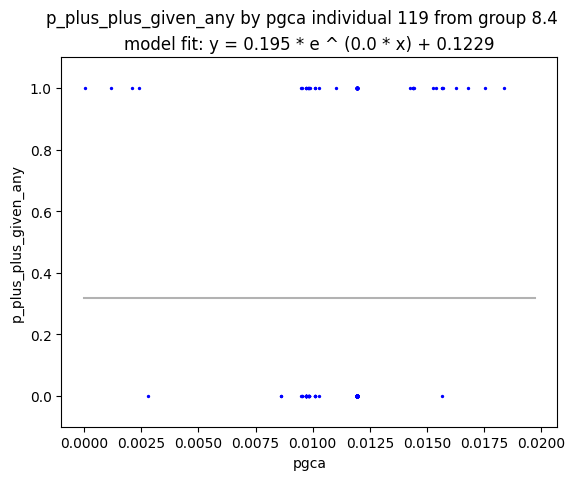 p_plus_plus_given_any by pgca individual 119 from group 8.4
model fit: y = 0.195 * e ^ (0.0 * x) + 0.1229
1.0
0.8
0.6
0.4
0.2
0.0
p_plus_plus_given_any
0.0000 0.0025 0.0050 0.0075 0.0100 0.0125 0.0150 0.0175 0.0200
pgca